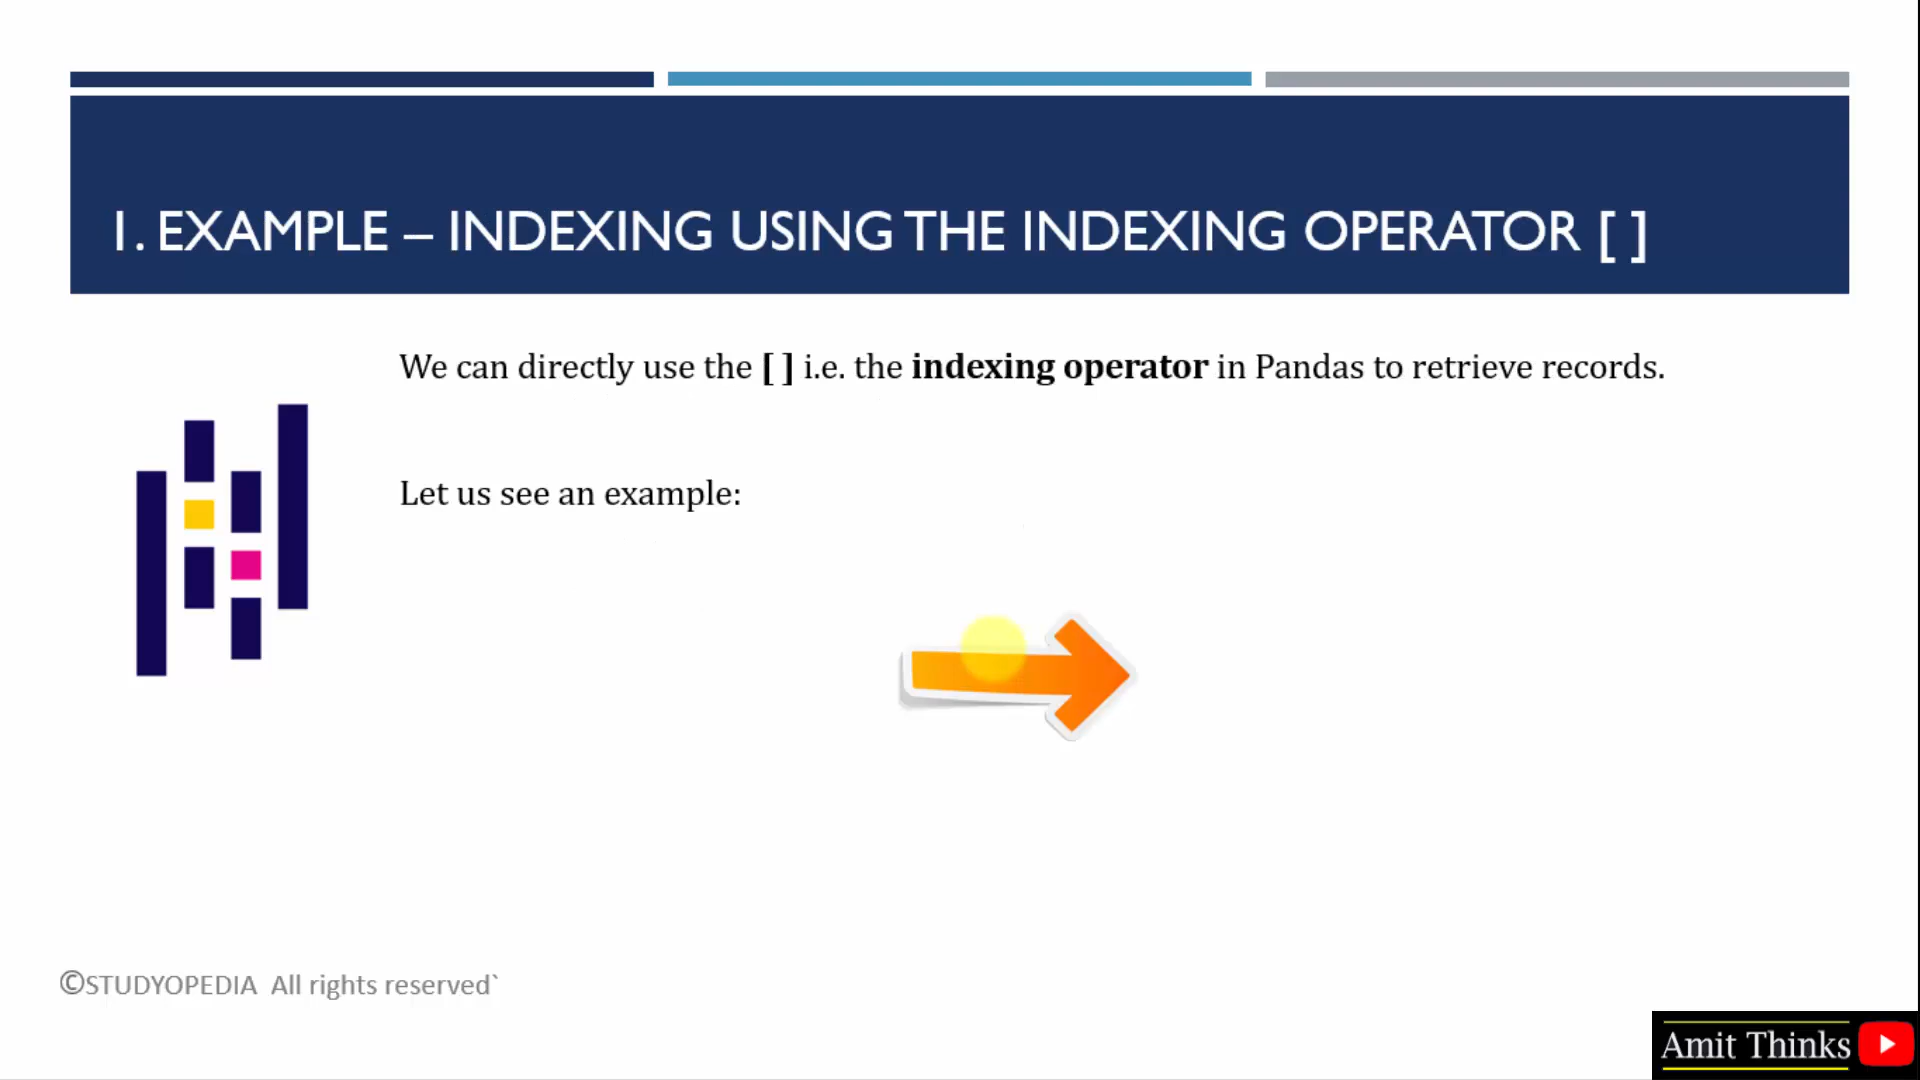 1. EXAMPLE – INDEXING USING THE INDEXING OPERATOR [ ]
We can directly use the [ ] i.e. the indexing operator in Pandas to retrieve records.
Let us see an example:
©STUDYOPEDIA All rights reserved`
Amit Thinks